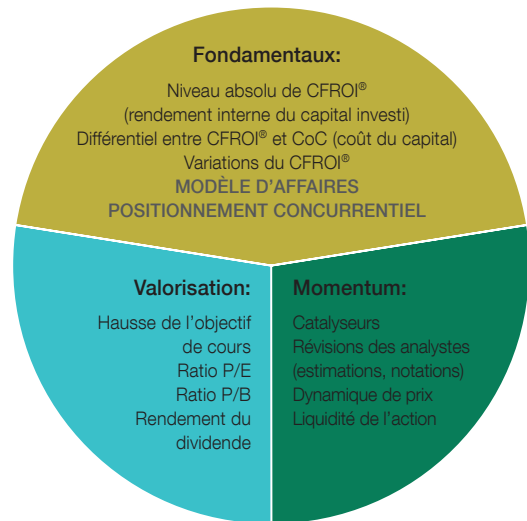 Fondamentaux:
Niveau absolu de CFROI®
(rendement interne du capital investi)
Différentiel entre CFROI® et CoC (coût du capital)
Variations du CFROI®
MODÈLE D'AFFAIRES
POSITIONNEMENT CONCURRENTIEL
Valorisation:
Hausse de l'objectif
de cours
Ratio P/E
Ratio P/B
Rendement du
dividende
Momentum:
Catalyseurs
Révisions des analystes
(estimations, notations)
Dynamique de prix
Liquidité de l'action